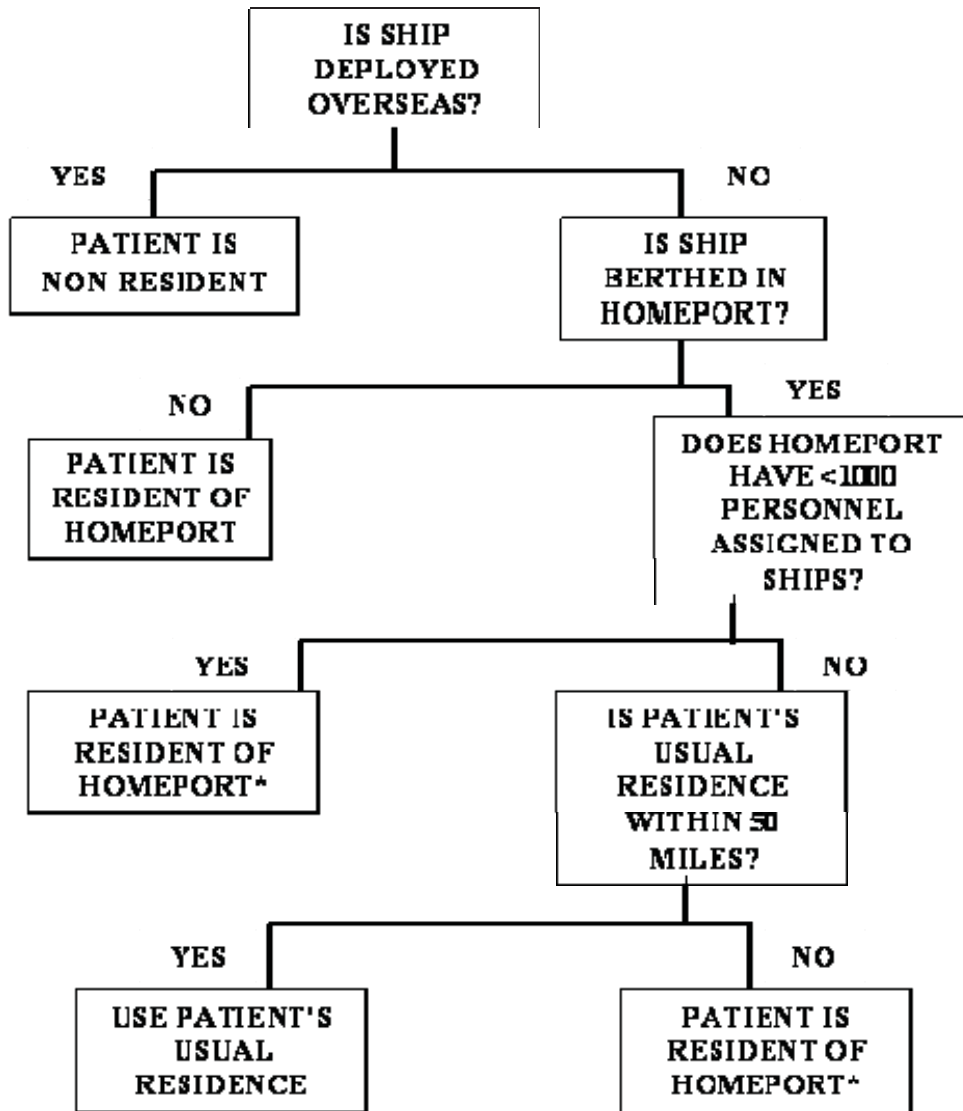 IS SHIP
DEPLOYED
OVERSEAS?
YES
NO
PATIENT IS
NON RESIDENT
IS SHIP
BERTHED IN
HOMEPORT?
NO
YES
PATIENT IS
RESIDENT OF
HOMEPORT
DOES HOMEPORT
HAVE <1000
PERSONNEL
ASSIGNED TO
SHIPS?
YES
NO
PATIENT IS
RESIDENT OF
HOMEPORT*
IS PATIENT'S
USUAL
RESIDENCE
WITHIN 50
MILES?
YES
NO
USE PATIENT'S
USUAL
RESIDENCE
PATIENT IS
RESIDENT OF
HOMEPORT*